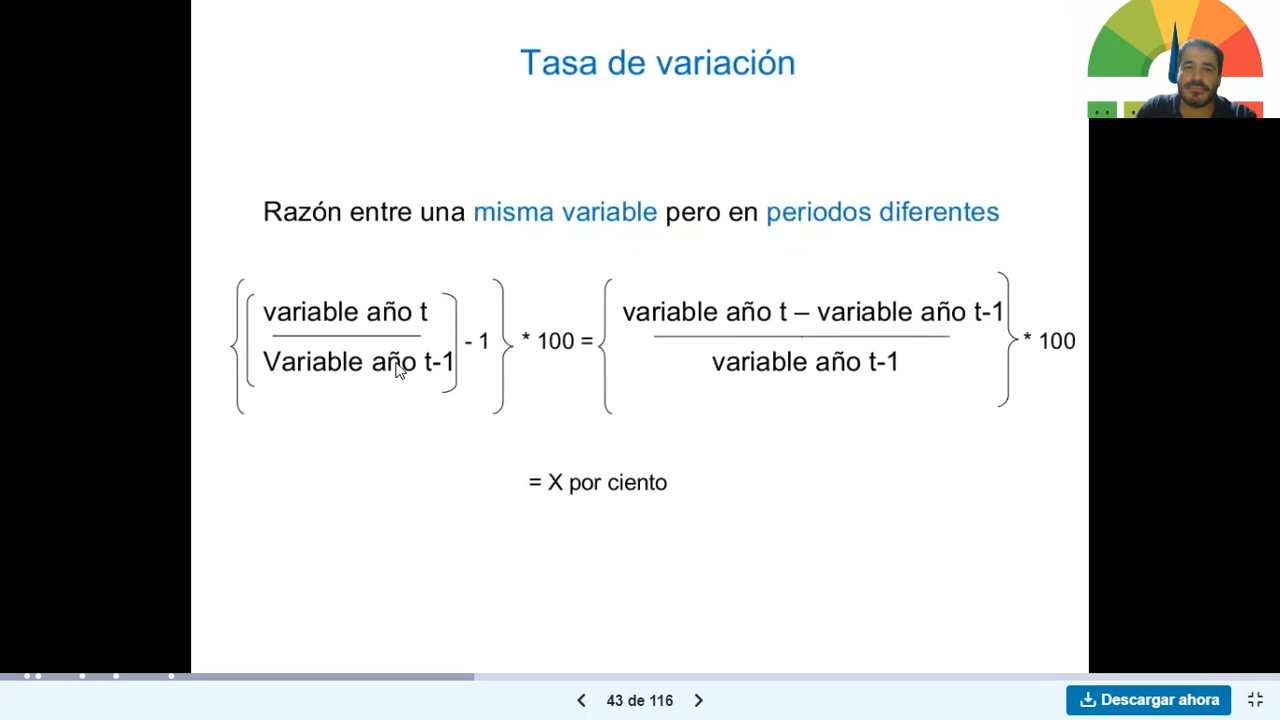 Tasa de variación
Razón entre una misma variable pero en periodos diferentes
variable año t
Variable año t-1
- 1
* 100 =
variable año t – variable año t-1
variable año t-1
* 100
= X por ciento
43 de 116
Descargar ahora